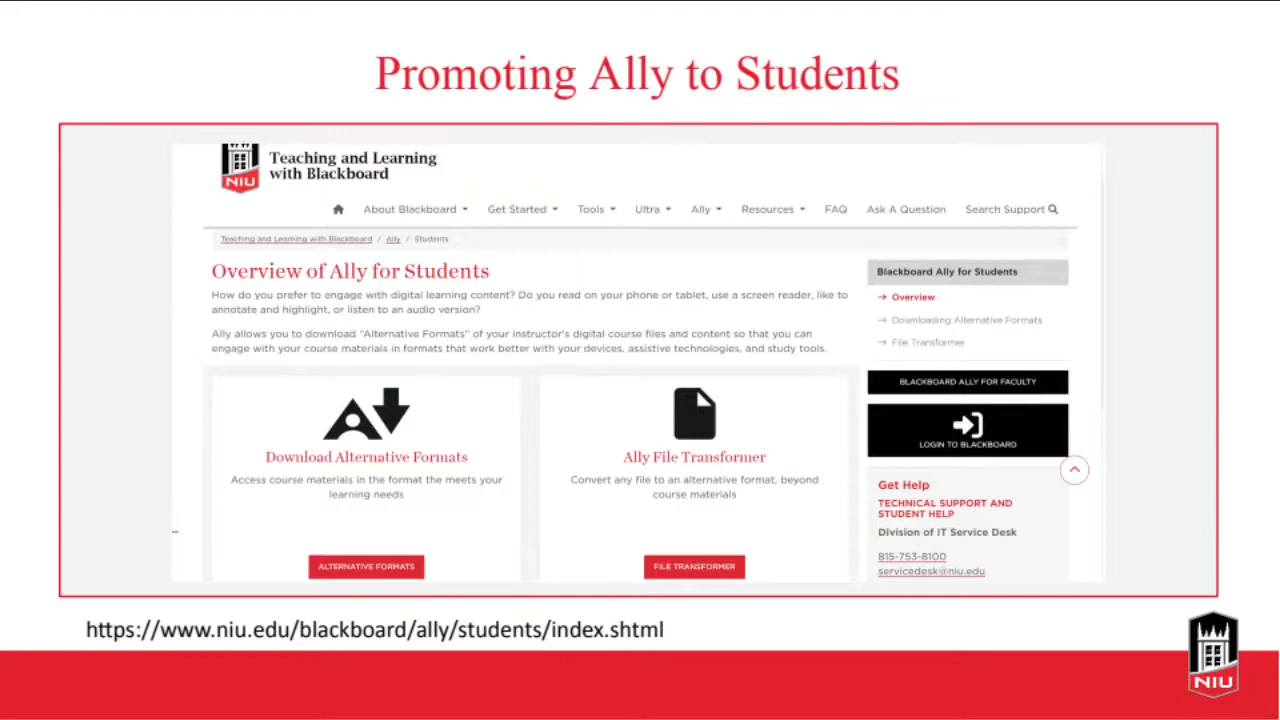 Promoting Ally to Students
NIU
Teaching and Learning
with Blackboard
About Blackboard
Get Started
Tools
Ultra
Ally
Resources
FAQ
Ask A Question
Search Support
Teaching and Learning with Blackboard / Ally / Students
Overview of Ally for Students
How do you prefer to engage with digital learning content? Do you read on your phone or tablet, use a screen reader, like to
annotate and highlight, or listen to an audio version?
Ally allows you to download "Alternative Formats" of your instructor's digital course files and content so that you can
engage with your course materials in formats that work better with your devices, assistive technologies, and study tools.
Download Alternative Formats
Access course materials in the format the meets your
learning needs
ALTERNATIVE FORMATS
Ally File Transformer
Convert any file to an alternative format, beyond
course materials
FILE TRANSFORMER
Blackboard Ally for Students
→ Overview
→ Downloading Alternative Formats
→ File Transformer
BLACKBOARD ALLY FOR FACULTY
LOGIN TO BLACKBOARD
Get Help
TECHNICAL SUPPORT AND
STUDENT HELP
Division of IT Service Desk
815-753-8100
servicedesk@niu.edu
https://www.niu.edu/blackboard/ally/students/index.shtml
NIU